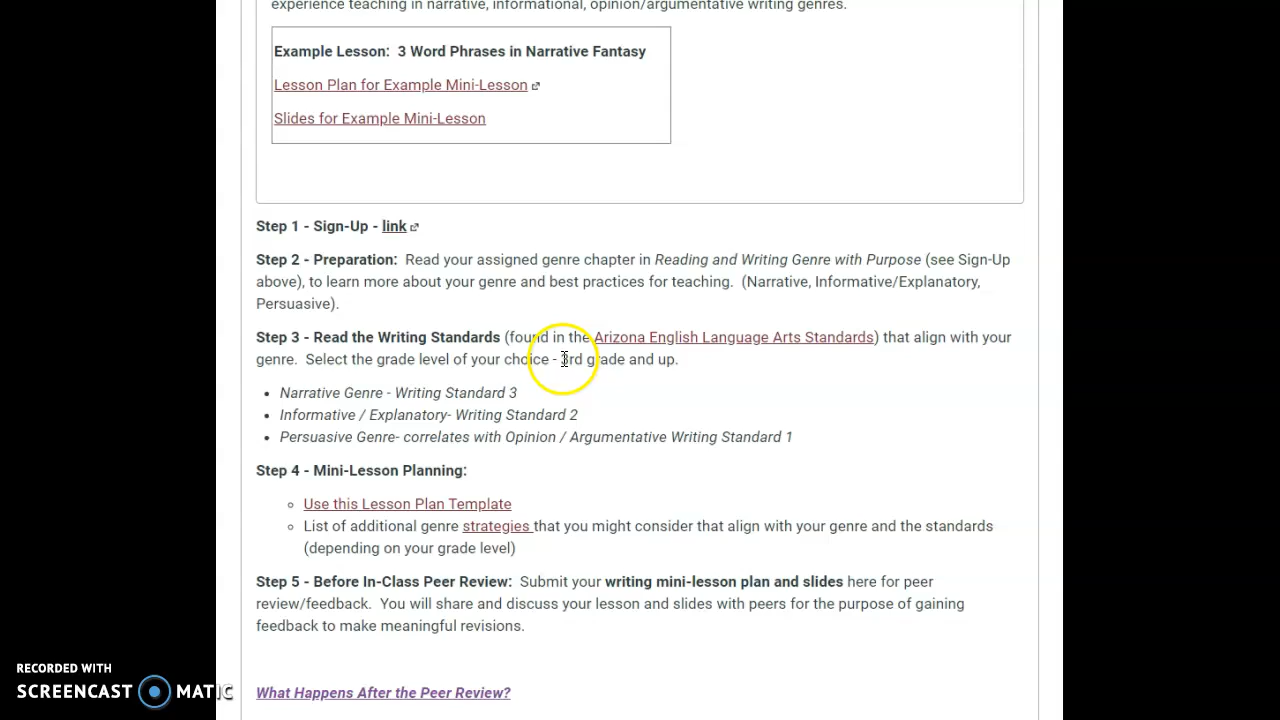 experience teaching in narrative, informational, opinion/argumentative writing genres.
Example Lesson: 3 Word Phrases in Narrative Fantasy
Lesson Plan for Example Mini-Lesson
Slides for Example Mini-Lesson
Step 1 - Sign-Up - link
Step 2 - Preparation: Read your assigned genre chapter in Reading and Writing Genre with Purpose (see Sign-Up
above), to learn more about your genre and best practices for teaching. (Narrative, Informative/Explanatory,
Persuasive).
Step 3 - Read the Writing Standards (found in the Arizona English Language Arts Standards) that align with your
genre. Select the grade level of your choice - 3rd grade and up.
• Narrative Genre - Writing Standard 3
• Informative / Explanatory- Writing Standard 2
• Persuasive Genre- correlates with Opinion / Argumentative Writing Standard 1
Step 4 - Mini-Lesson Planning:
◦ Use this Lesson Plan Template
◦ List of additional genre strategies that you might consider that align with your genre and the standards
(depending on your grade level)
Step 5 - Before In-Class Peer Review: Submit your writing mini-lesson plan and slides here for peer
review/feedback. You will share and discuss your lesson and slides with peers for the purpose of gaining
feedback to make meaningful revisions.
What Happens After the Peer Review?
RECORDED WITH
SCREENCAST MATIC